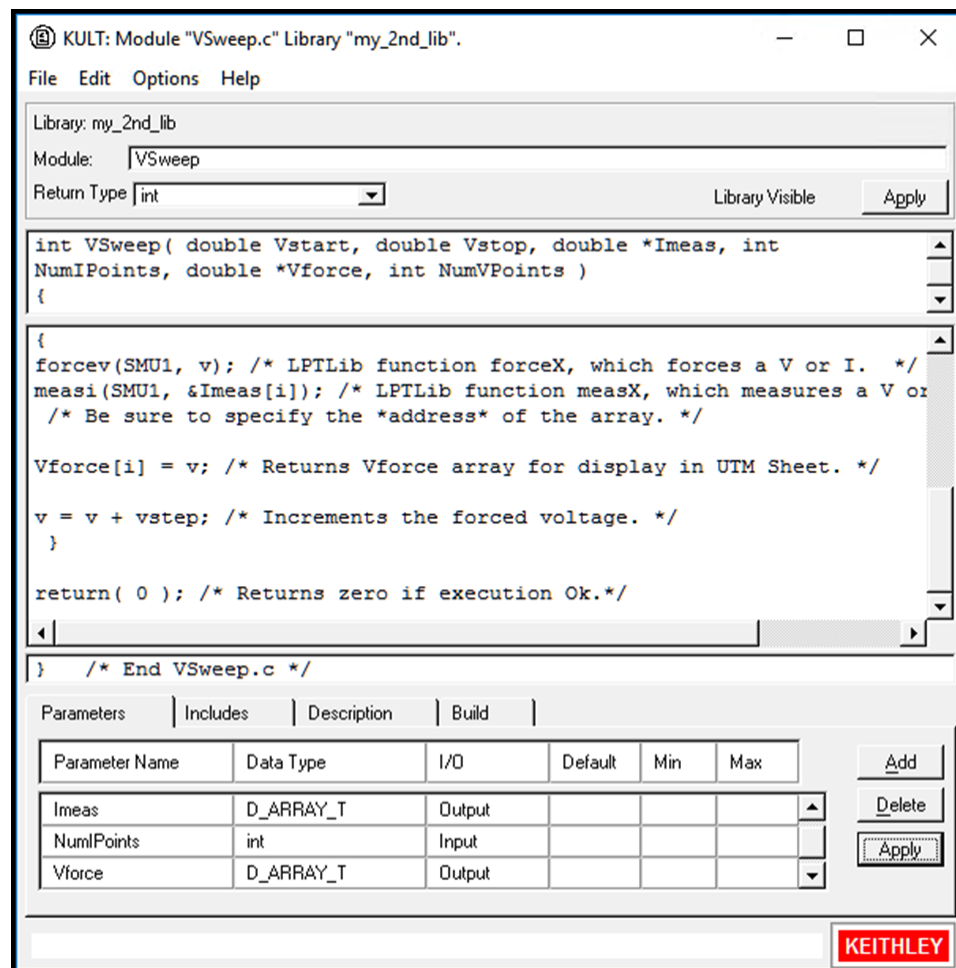 KULT: Module "VSweep.c" Library "my_2nd_lib".
File Edit Options Help
Library: my_2nd_lib
Module: VSweep
Return Type int Library Visible Apply
int VSweep( double Vstart, double Vstop, double *Imeas, int
NumIPoints, double *Vforce, int NumVPoints )
{
{
forcev(SMU1, v); /* LPTLib function forceX, which forces a V or I. */
measi(SMU1, &Imeas[i]); /* LPTLib function measX, which measures a V or
/* Be sure to specify the *address* of the array. */
Vforce[i] = v; /* Returns Vforce array for display in UTM Sheet. */
v = v + vstep; /* Increments the forced voltage. */
}
return( 0 ); /* Returns zero if execution Ok.*/
} /* End VSweep.c */
Parameters Includes Description Build
Parameter Name Data Type I/O Default Min Max Add
Imeas D_ARRAY_T Output Delete
NumIPoints int Input Apply
Vforce D_ARRAY_T Output
KEITHLEY